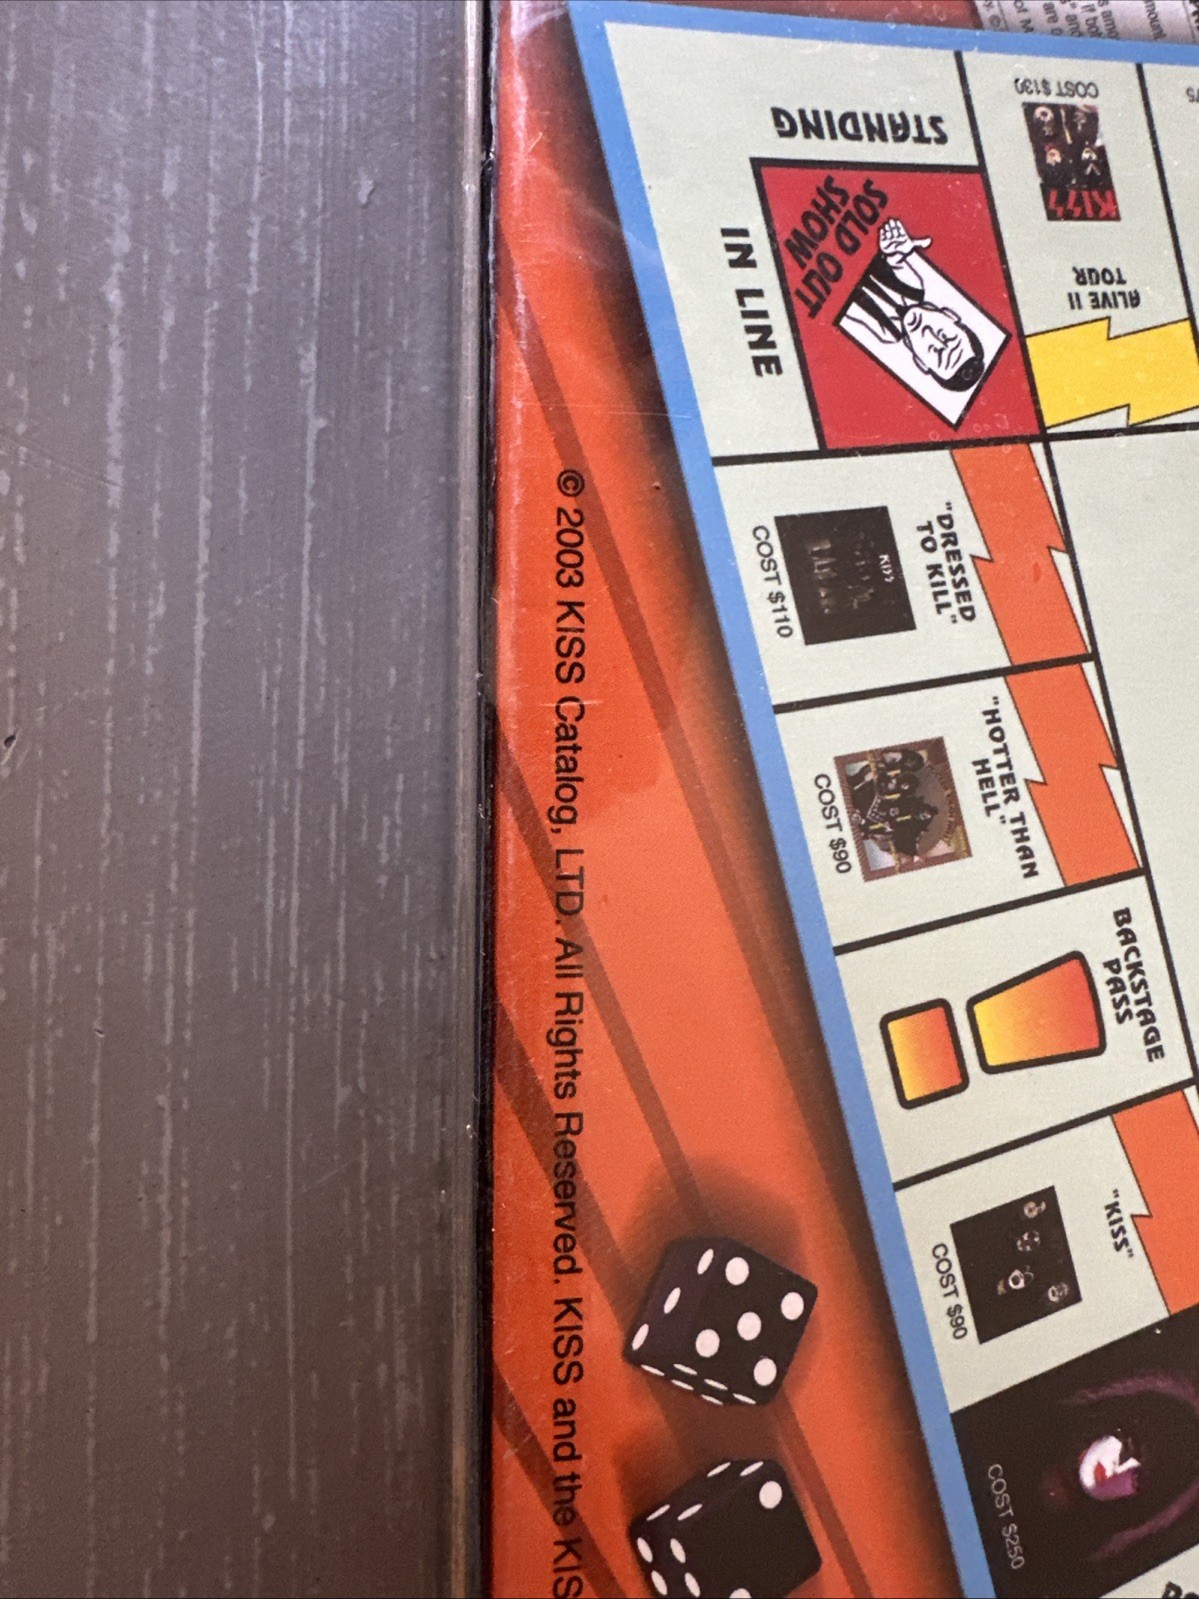 © 2003 KISS Catalog, LTD. All Rights Reserved. KISS and the KIS
STANDING
IN LINE
SOLD OUT
SHOW
COST $130
KISS
ALIVE II
TOUR
"DRESSED
TO KILL"
KISS
COST $110
"HOTTER THAN
HELL"
COST $90
BACKSTAGE
PASS
"KISS"
COST $90
COST $250